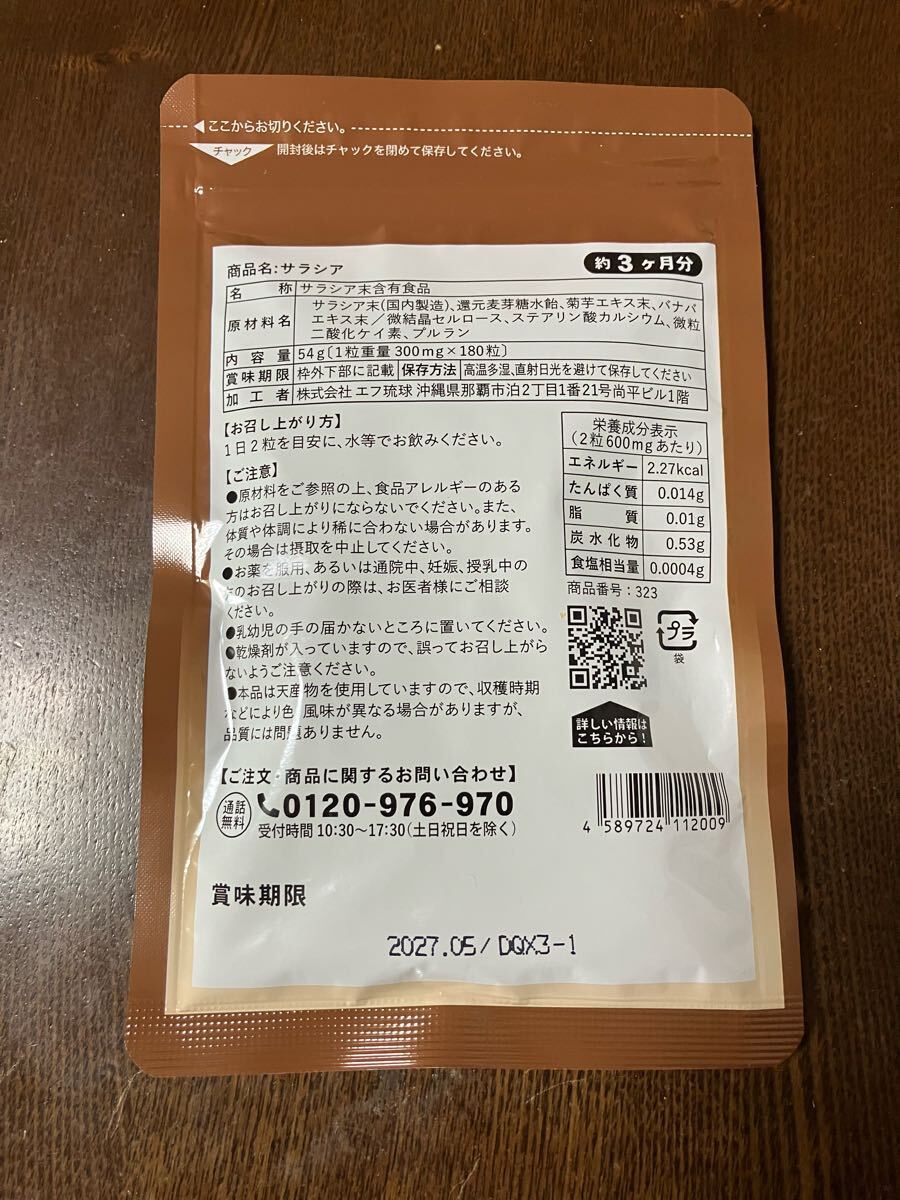 ここからお切りください。
チャック 開封後はチャックを閉めて保存してください。
商品名:サラシア
約3ヶ月分
名称 サラシア末含有食品
原材料名 サラシア末(国内製造)、還元麦芽糖水飴、菊芋エキス末、バナバ
エキス末/微結晶セルロース、ステアリン酸カルシウム、微粒
二酸化ケイ素、プルラン
内容量 54g〔1粒重量 300mg×180粒〕
賞味期限 枠外下部に記載 保存方法 高温多湿、直射日光を避けて保存してください
加工者 株式会社 エフ琉球 沖縄県那覇市泊2丁目1番21号尚平ビル1階
【お召し上がり方】
1日2粒を目安に、水等でお飲みください。
【ご注意】
●原材料をご参照の上、食品アレルギーのある
方はお召し上がりにならないでください。また、
体質や体調により稀に合わない場合があります。
その場合は摂取を中止してください。
●お薬を服用、あるいは通院中、妊娠、授乳中の
方のお召し上がりの際は、お医者様にご相談
ください。
●乳幼児の手の届かないところに置いてください。
●乾燥剤が入っていますので、誤ってお召し上がら
ないようご注意ください。
●本品は天産物を使用していますので、収穫時期
などにより色、風味が異なる場合がありますが、
品質には問題ありません。
栄養成分表示
(2粒600mgあたり)
エネルギー 2.27kcal
たんぱく質 0.014g
脂質 0.01g
炭水化物 0.53g
食塩相当量 0.0004g
商品番号:323
プラ
袋
詳しい情報は
こちらから!
【ご注文・商品に関するお問い合わせ】
通話
無料
0120-976-970
受付時間 10:30〜17:30(土日祝日を除く)
4 589724 112009
賞味期限
2027.05/DQX3-1